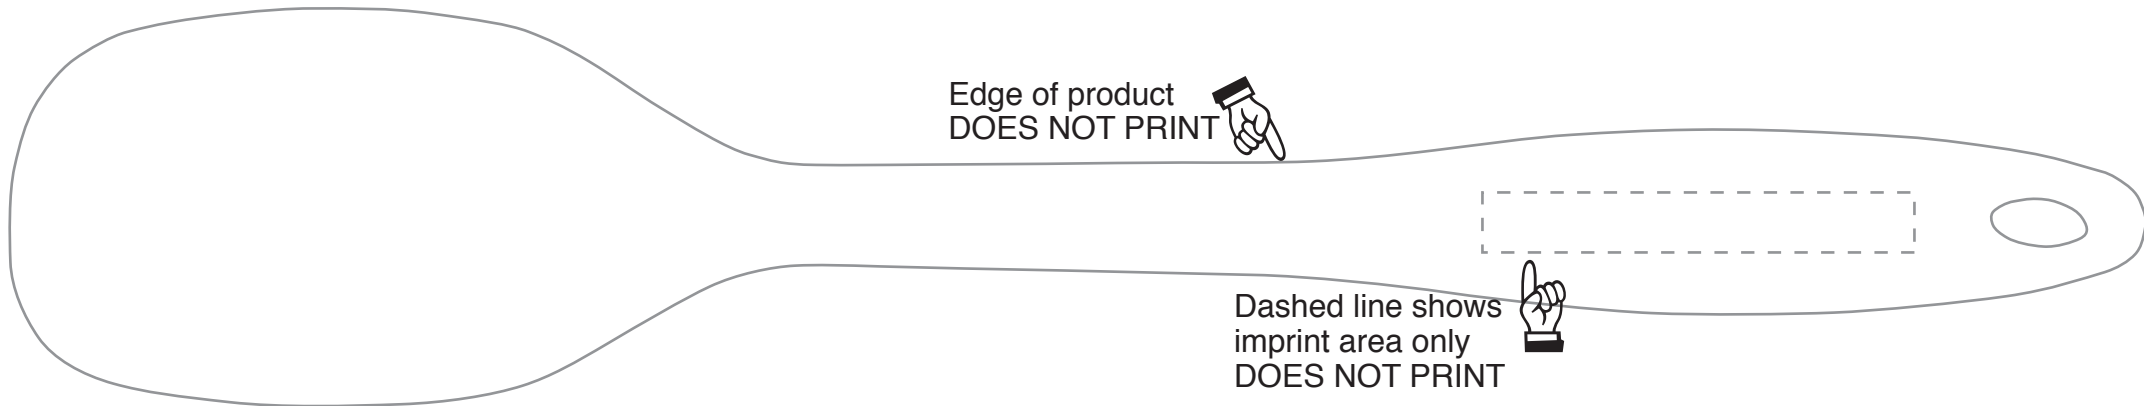 Edge of product
DOES NOT PRINT
Dashed line shows
imprint area only
DOES NOT PRINT